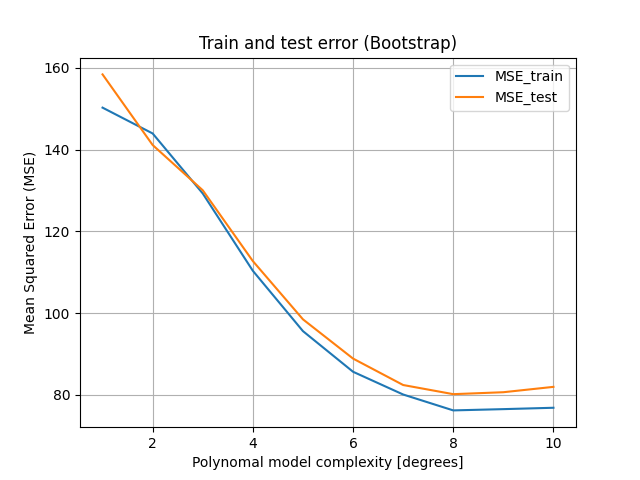 Train and test error (Bootstrap)
MSE_train
MSE_test
Mean Squared Error (MSE)
160
140
120
100
80
2 4 6 8 10
Polynomal model complexity [degrees]